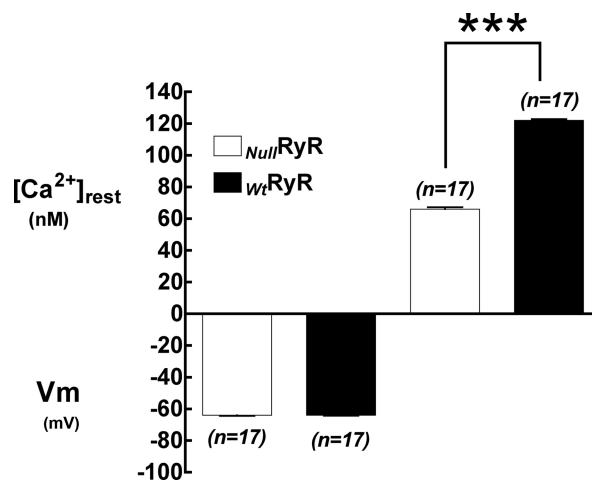 ***
(n=17)
(n=17)
140
120
100
80
60
40
20
0
-20
-40
-60
-80
-100
NullRyR
WtRyR
[Ca²⁺]rest
(nM)
Vm
(mV)
(n=17)
(n=17)